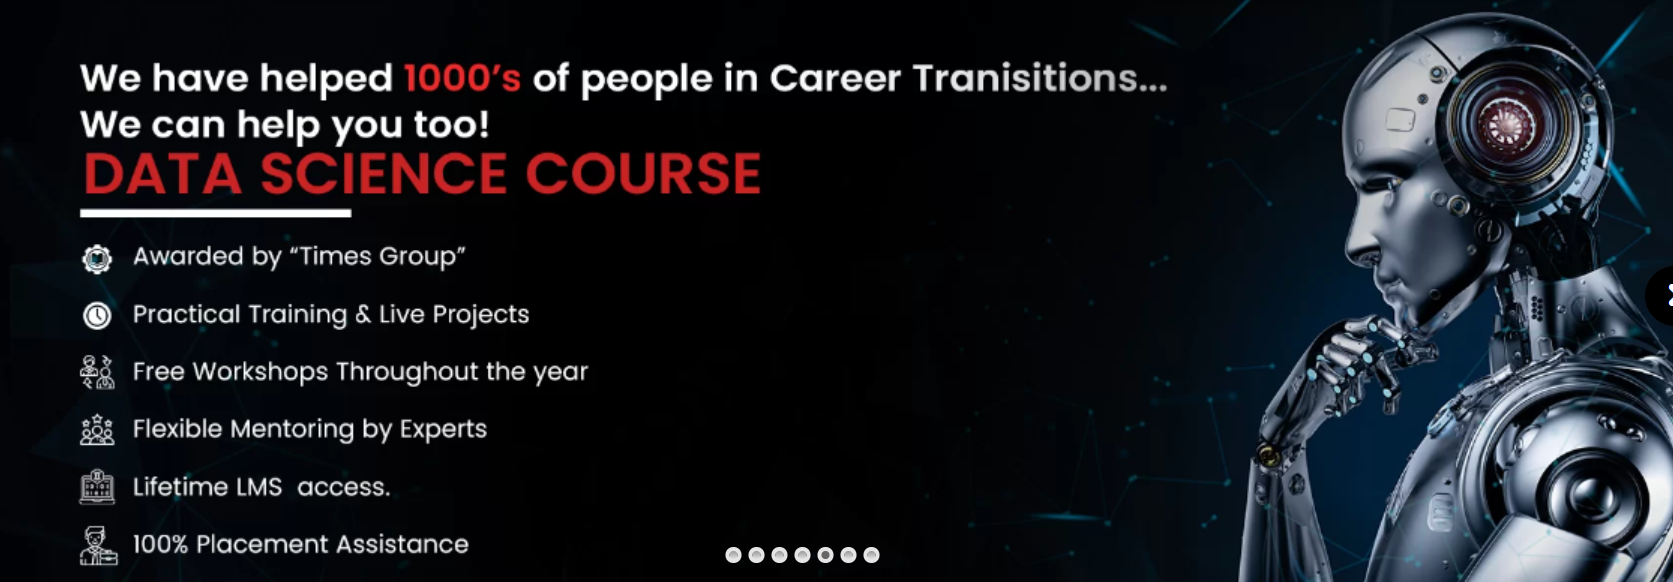 We have helped 1000's of people in Career Tranisitions...
We can help you too!
DATA SCIENCE COURSE
Awarded by “Times Group”
Practical Training & Live Projects
Free Workshops Throughout the year
Flexible Mentoring by Experts
Lifetime LMS  access.
100% Placement Assistance